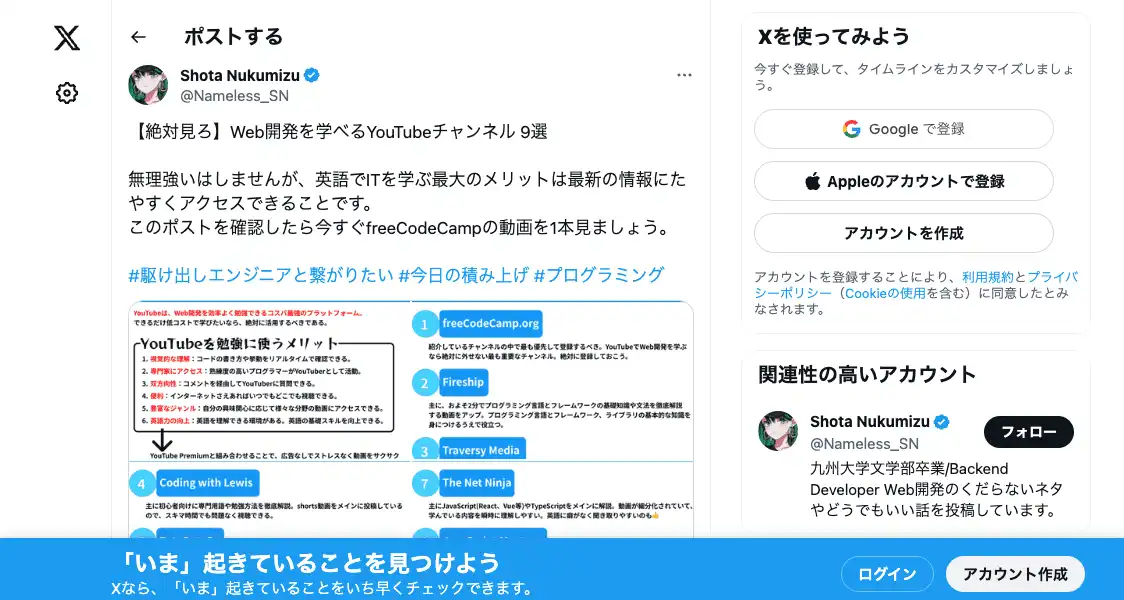 ポストする
Shota Nukumizu
@Nameless_SN
【絶対見ろ】Web開発を学べるYouTubeチャンネル 9選
無理強いはしませんが、英語でITを学ぶ最大のメリットは最新の情報にた
やすくアクセスできることです。
このポストを確認したら今すぐfreeCodeCampの動画を1本見ましょう。
#駆け出しエンジニアと繋がりたい #今日の積み上げ #プログラミング
YouTubeは、Web開発を効率よく勉強できるコスパ最強のプラットフォーム。
できるだけ低コストで学びたいなら、絶対に活用するべきである。
YouTubeを勉強に使うメリット
1. 視覚的な理解：コードの書き方や挙動をリアルタイムで確認できる。
2. 専門家にアクセス：熟練度の高いプログラマーがYouTuberとして活動。
3. 双方向性：コメントを経由してYouTuberに質問できる。
4. 便利：インターネットさえあればいつでもどこでも視聴できる。
5. 豊富なジャンル：自分の興味関心に応じて様々な分野の動画にアクセスできる。
6. 英語力の向上：英語を理解できる環境がある。英語の基礎スキルを向上できる。
YouTube Premiumと組み合わせることで、広告なしでストレスなく動画をサクサク
1 freeCodeCamp.org
紹介しているチャンネルの中で最も優先して登録するべき。YouTubeでWeb開発を学ぶ
なら絶対に外せない最も重要なチャンネル。絶対に登録しておこう。
2 Fireship
主に、およそ2分でプログラミング言語とフレームワークの基礎知識や文法を徹底解説
する動画をアップ。プログラミング言語とフレームワーク、ライブラリの基本的な知識を
身につけるうえで役立つ。
3 Traversy Media
4 Coding with Lewis
主に初心者向けに専門用語や勉強方法を徹底解説。shorts動画をメインに投稿している
ので、スキマ時間でも問題なく視聴できる。
7 The Net Ninja
主にJavaScript(React、Vue等)やTypeScriptをメインに解説。動画が細分化されていて、
学んでいる内容を瞬時に理解しやすい。英語に癖がなく聞き取りやすいのも👍
Xを使ってみよう
今すぐ登録して、タイムラインをカスタマイズしましょ
う。
Google で登録
Appleのアカウントで登録
アカウントを作成
アカウントを登録することにより、利用規約とプライバ
シーポリシー（Cookieの使用を含む）に同意したとみ
なされます。
関連性の高いアカウント
Shota Nukumizu
@Nameless_SN
フォロー
九州大学文学部卒業/Backend
Developer Web開発のくだらないネタ
やどうでもいい話を投稿しています。
「いま」起きていることを見つけよう
Xなら、「いま」起きていることをいち早くチェックできます。
ログイン
アカウント作成